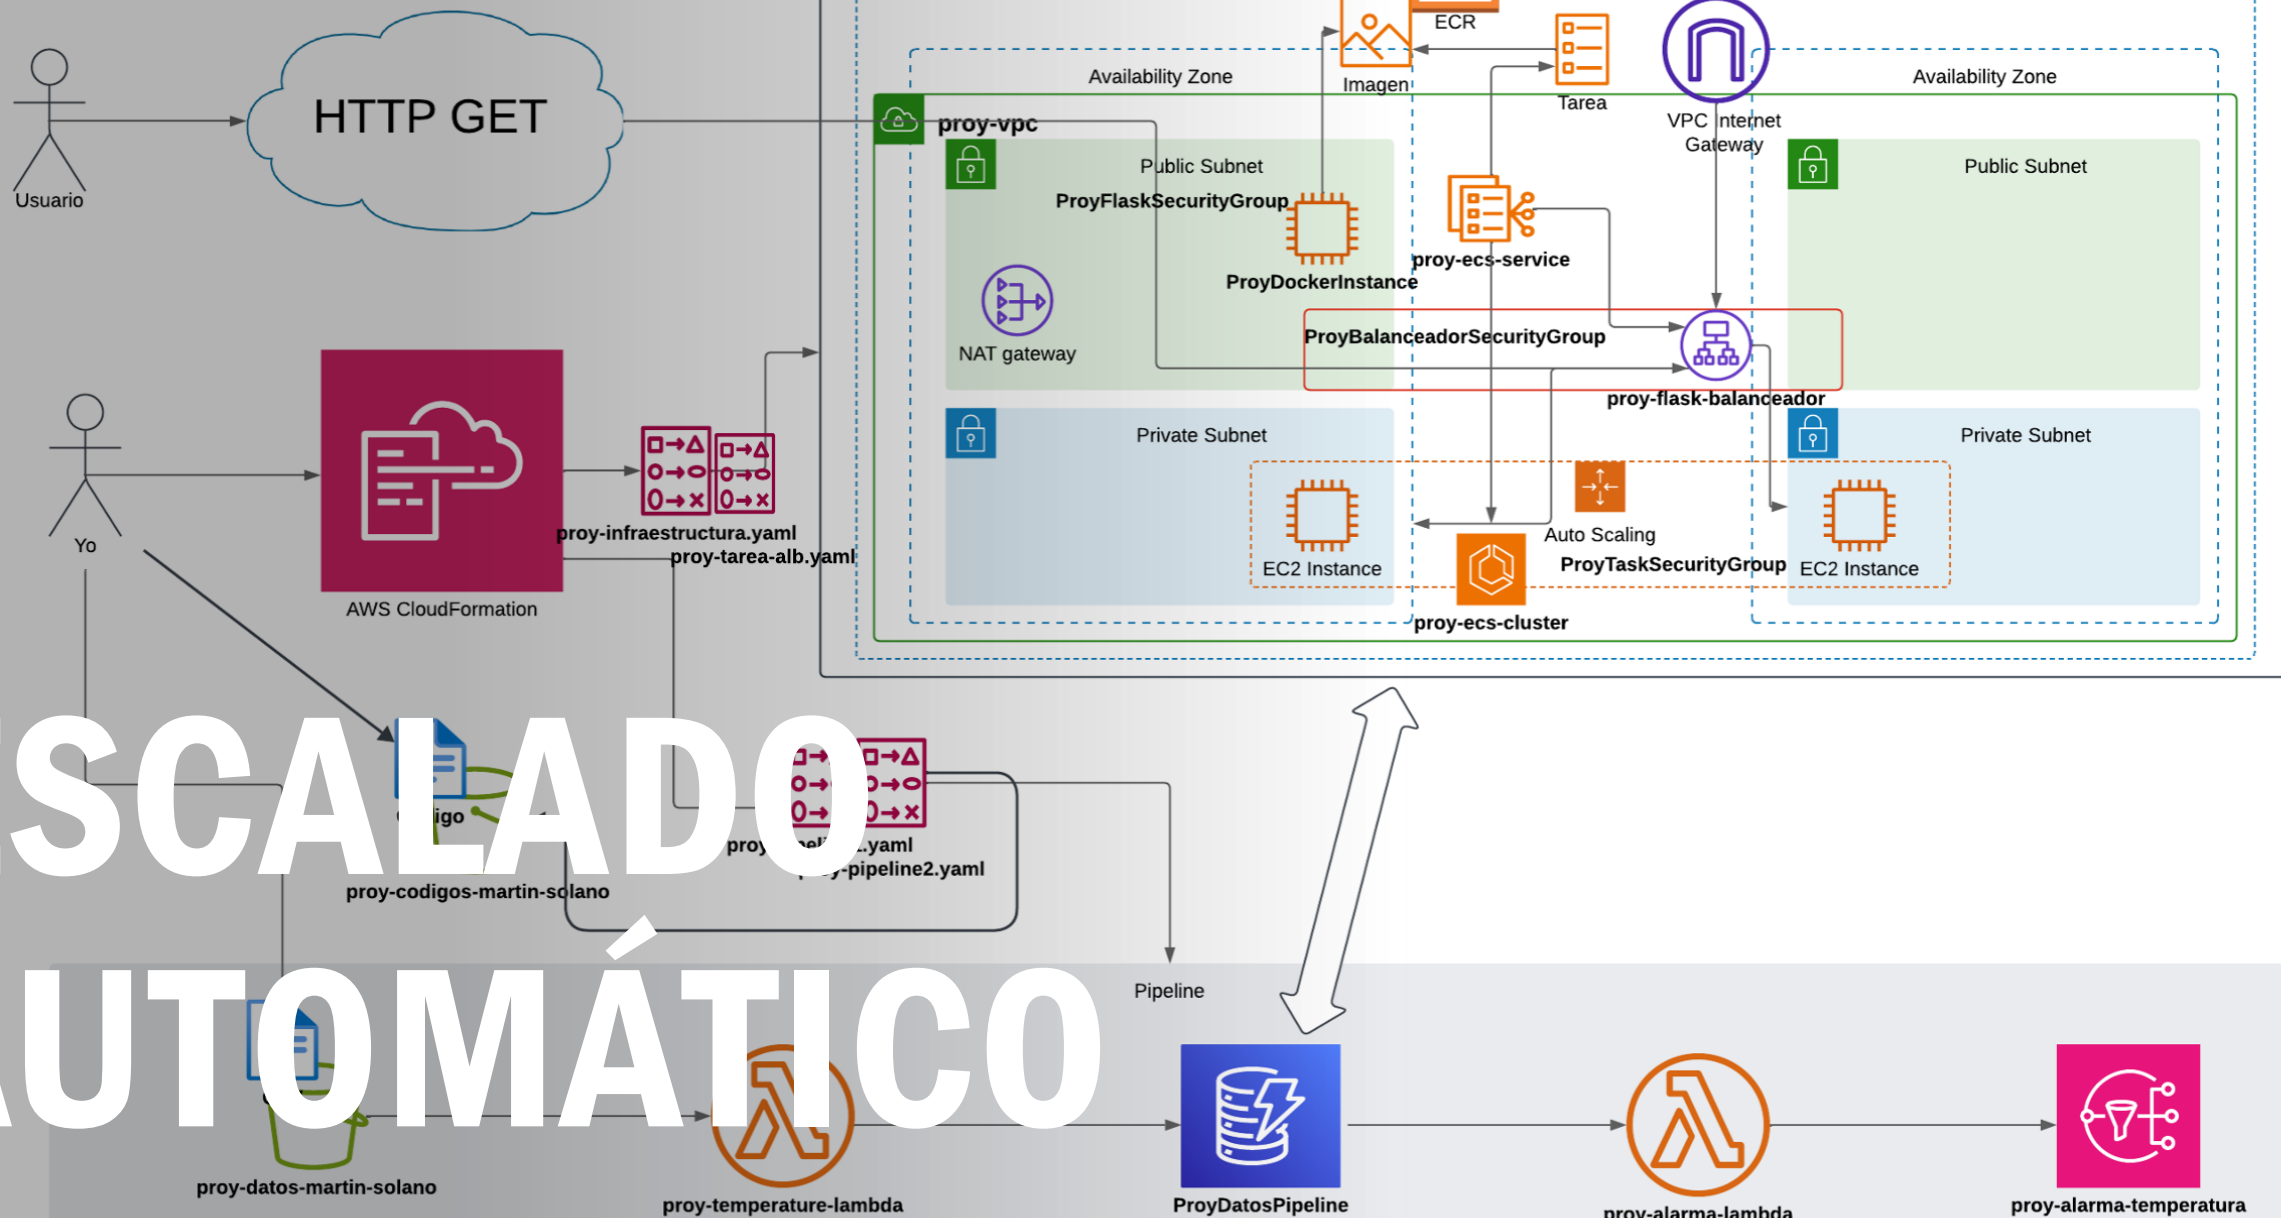 ECR
Imagen
Tarea
Availability Zone
Availability Zone
HTTP GET
proy-vpc
VPC Internet
Gateway
Usuario
Public Subnet
Public Subnet
ProyFlaskSecurityGroup
proy-ecs-service
ProyDockerInstance
ProyBalanceadorSecurityGroup
NAT gateway
proy-flask-balanceador
Private Subnet
Private Subnet
Yo
proy-infraestructura.yaml
proy-tarea-alb.yaml
Auto Scaling
ProyTaskSecurityGroup
EC2 Instance
EC2 Instance
AWS CloudFormation
proy-ecs-cluster
SCALADO
proy-pipeline2.yaml
proy-codigos-martin-solano
AUTOMÁTICO
Pipeline
proy-datos-martin-solano
proy-temperature-lambda
ProyDatosPipeline
proy-alarma-lambda
proy-alarma-temperatura